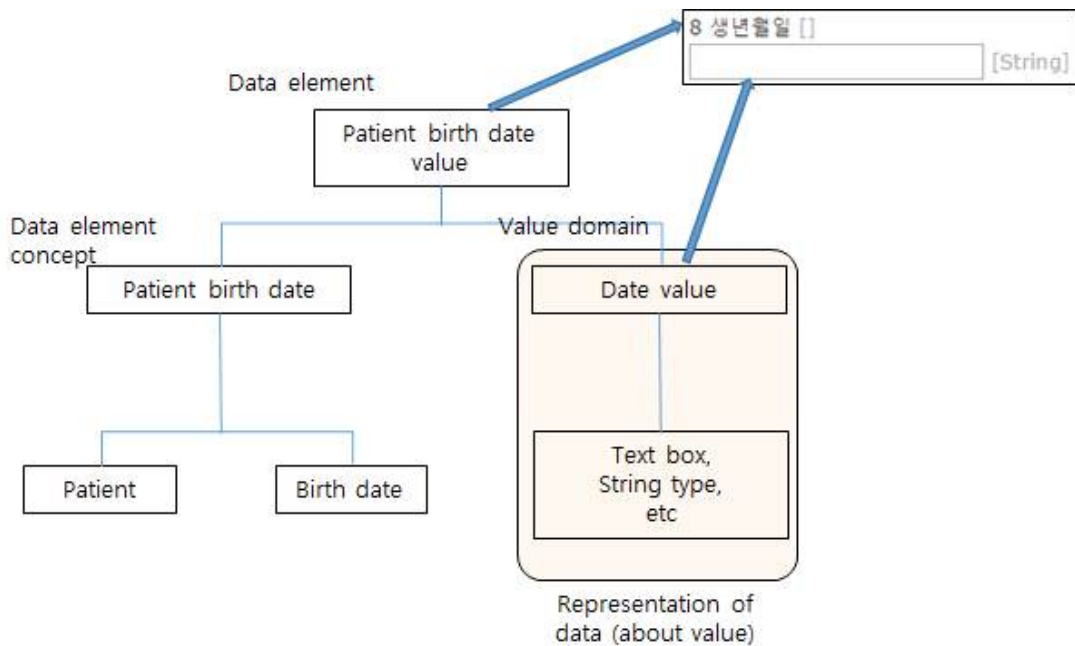 8 생년월일 []
[String]
Data element
Patient birth date
value
Data element
concept
Value domain
Patient birth date
Date value
Patient
Birth date
Text box,
String type,
etc
Representation of
data (about value)